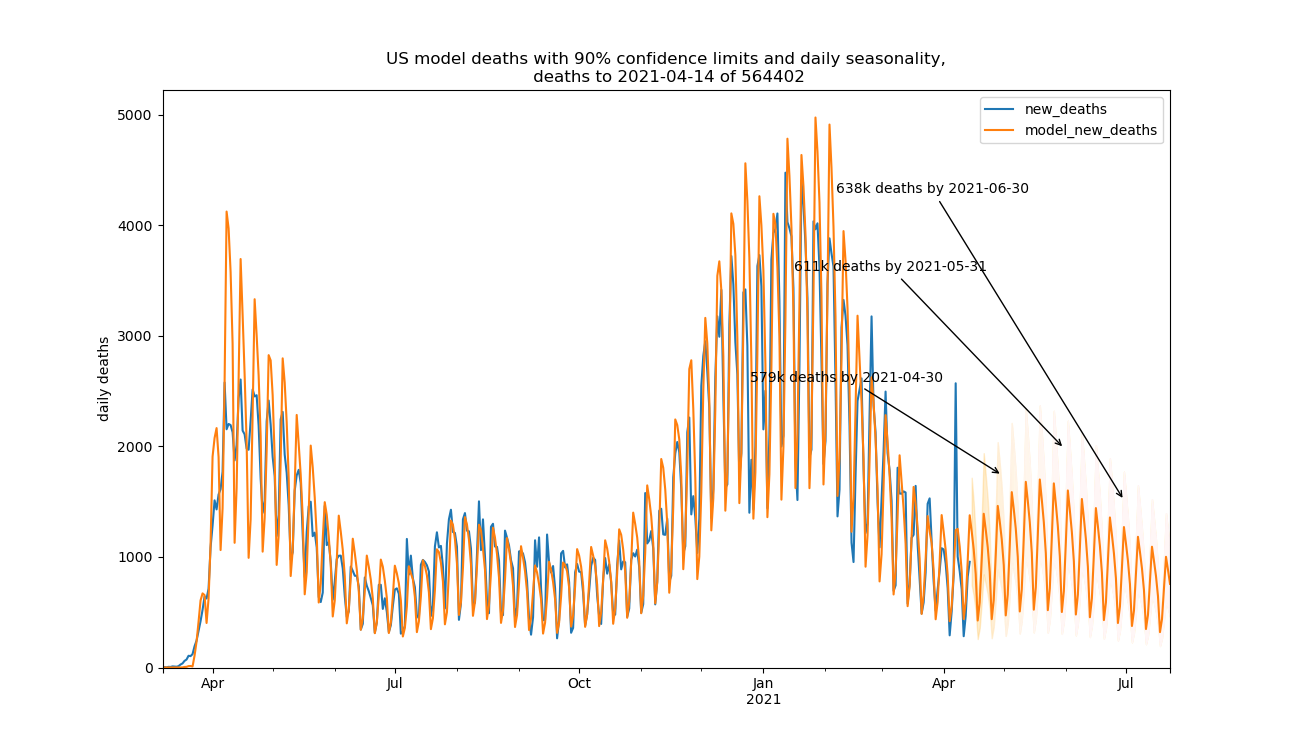 US model deaths with 90% confidence limits and daily seasonality,
deaths to 2021-04-14 of 564402
new_deaths
model_new_deaths
638k deaths by 2021-06-30
611k deaths by 2021-05-31
579k deaths by 2021-04-30
daily deaths
5000
4000
3000
2000
1000
0
Apr
Jul
Oct
Jan
2021
Apr
Jul